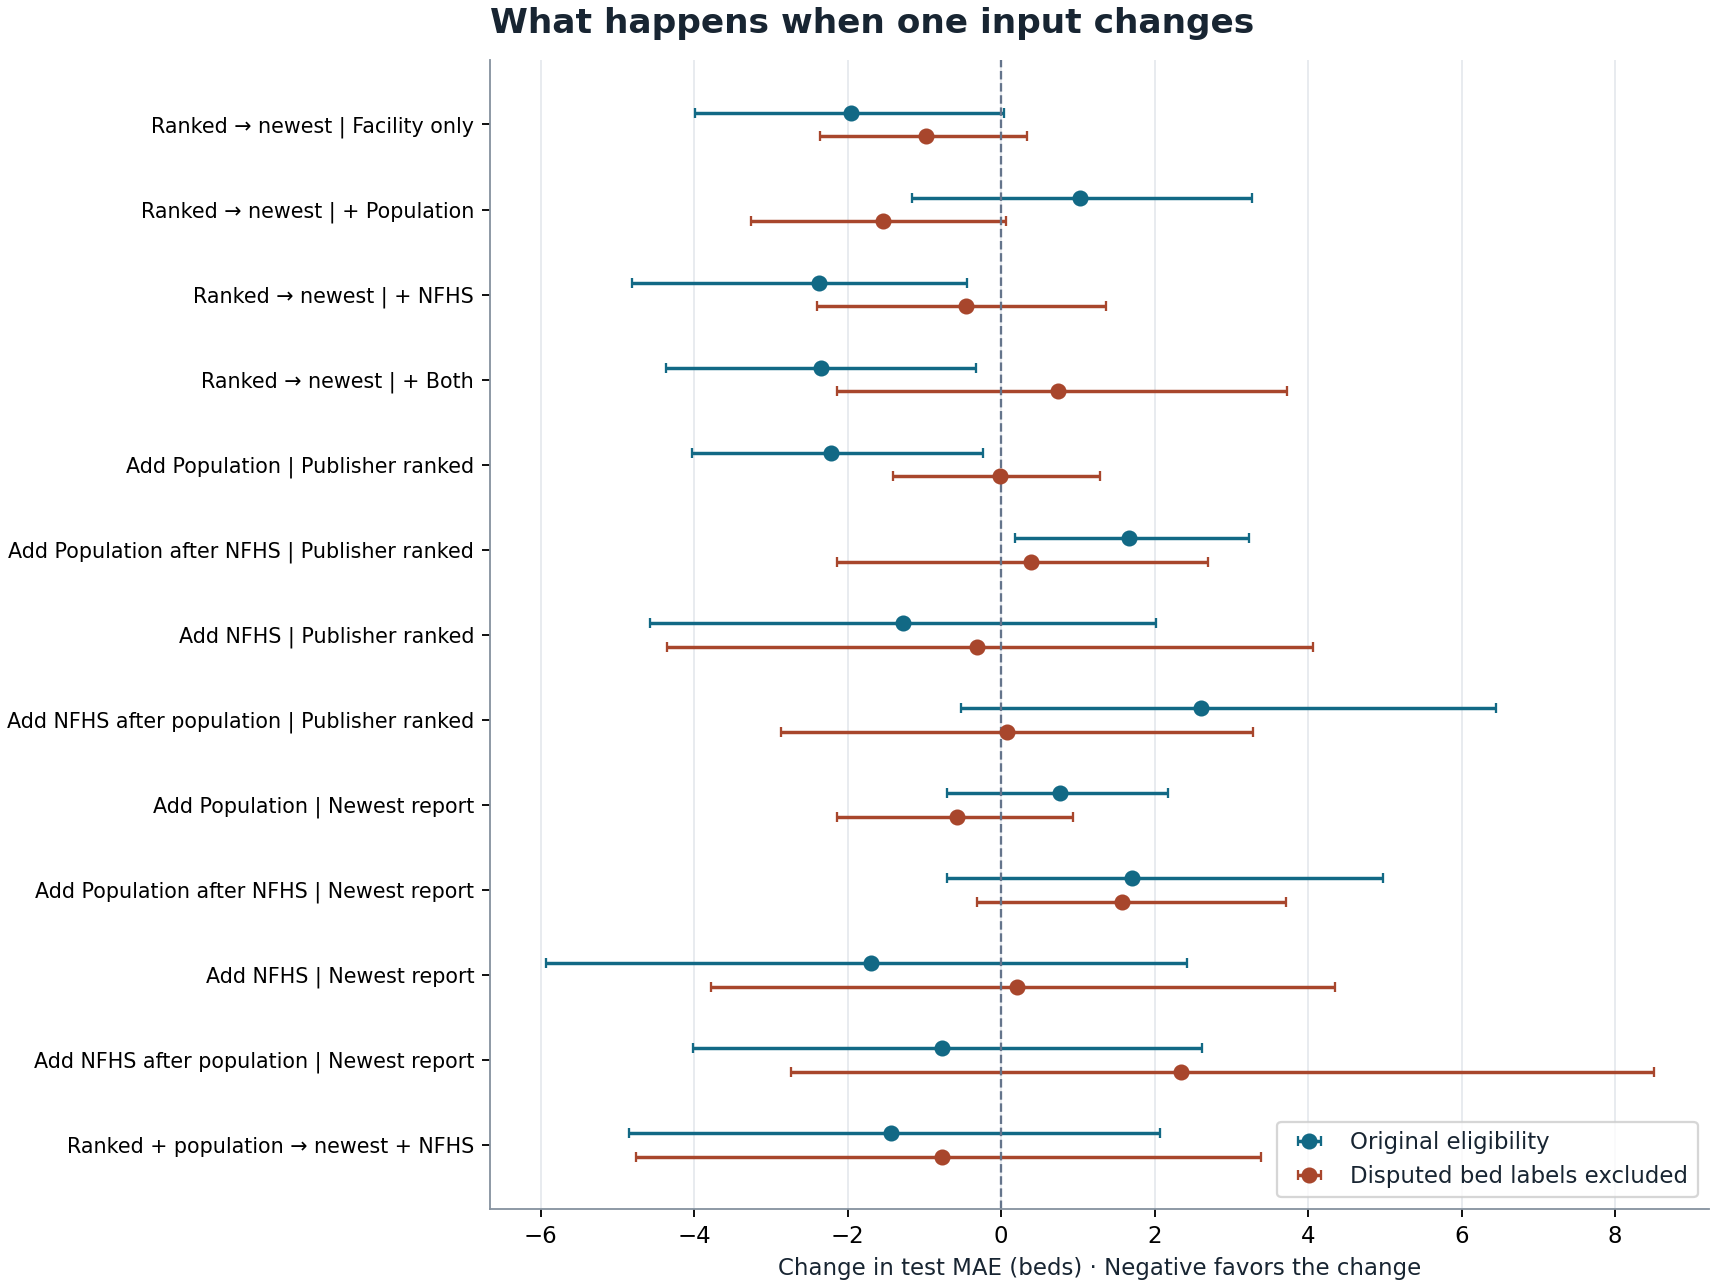 What happens when one input changes
Ranked → newest | Facility only
Ranked → newest | + Population
Ranked → newest | + NFHS
Ranked → newest | + Both
Add Population | Publisher ranked
Add Population after NFHS | Publisher ranked
Add NFHS | Publisher ranked
Add NFHS after population | Publisher ranked
Add Population | Newest report
Add Population after NFHS | Newest report
Add NFHS | Newest report
Add NFHS after population | Newest report
Ranked + population → newest + NFHS
Original eligibility
Disputed bed labels excluded
−6 −4 −2 0 2 4 6 8
Change in test MAE (beds) · Negative favors the change